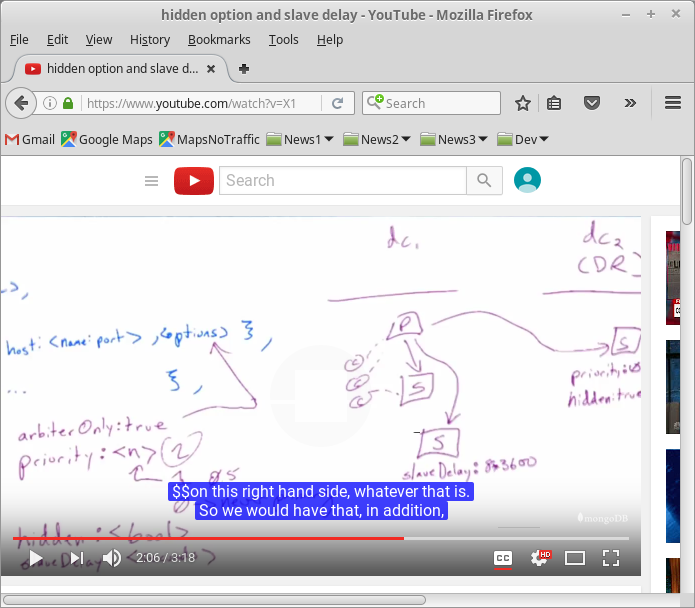 hidden option and slave delay - YouTube - Mozilla Firefox
File Edit View History Bookmarks Tools Help
hidden option and slave d...
https://www.youtube.com/watch?v=X1
Search
Gmail Google Maps MapsNoTraffic News1 News2 News3 Dev
Search
dc1
dc2
(DR)
host: <name:port>, <options> },
P
S
S
},
...
arbiterOnly: true
priority: <n>
priority:
hidden: true
S
slaveDelay: 8*3600
$$on this right hand side, whatever that is.
So we would have that, in addition,
mongoDB
hidden: <bool>
slaveDelay
2:06 / 3:18
CC
HD